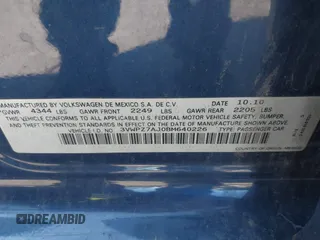 MFD. BY VOLKSWAGEN DE MEXICO S.A. DE C.V. DATE 10.10
GVWR 4344 LBS GAWR FRONT 2249 LBS GAWR REAR 2205 LBS
THIS VEHICLE CONFORMS TO ALL APPLICABLE FEDERAL MOTOR VEHICLE SAFETY, BUMPER,
AND THEFT PREVENTION STANDARDS IN EFFECT ON THE DATE OF MANUFACTURE SHOWN ABOVE.
VEHICLE I.D. NO.: 3VWPZ7AJ0BM640226 TYPE: PASSENGER CAR
DRIVEBIDBID